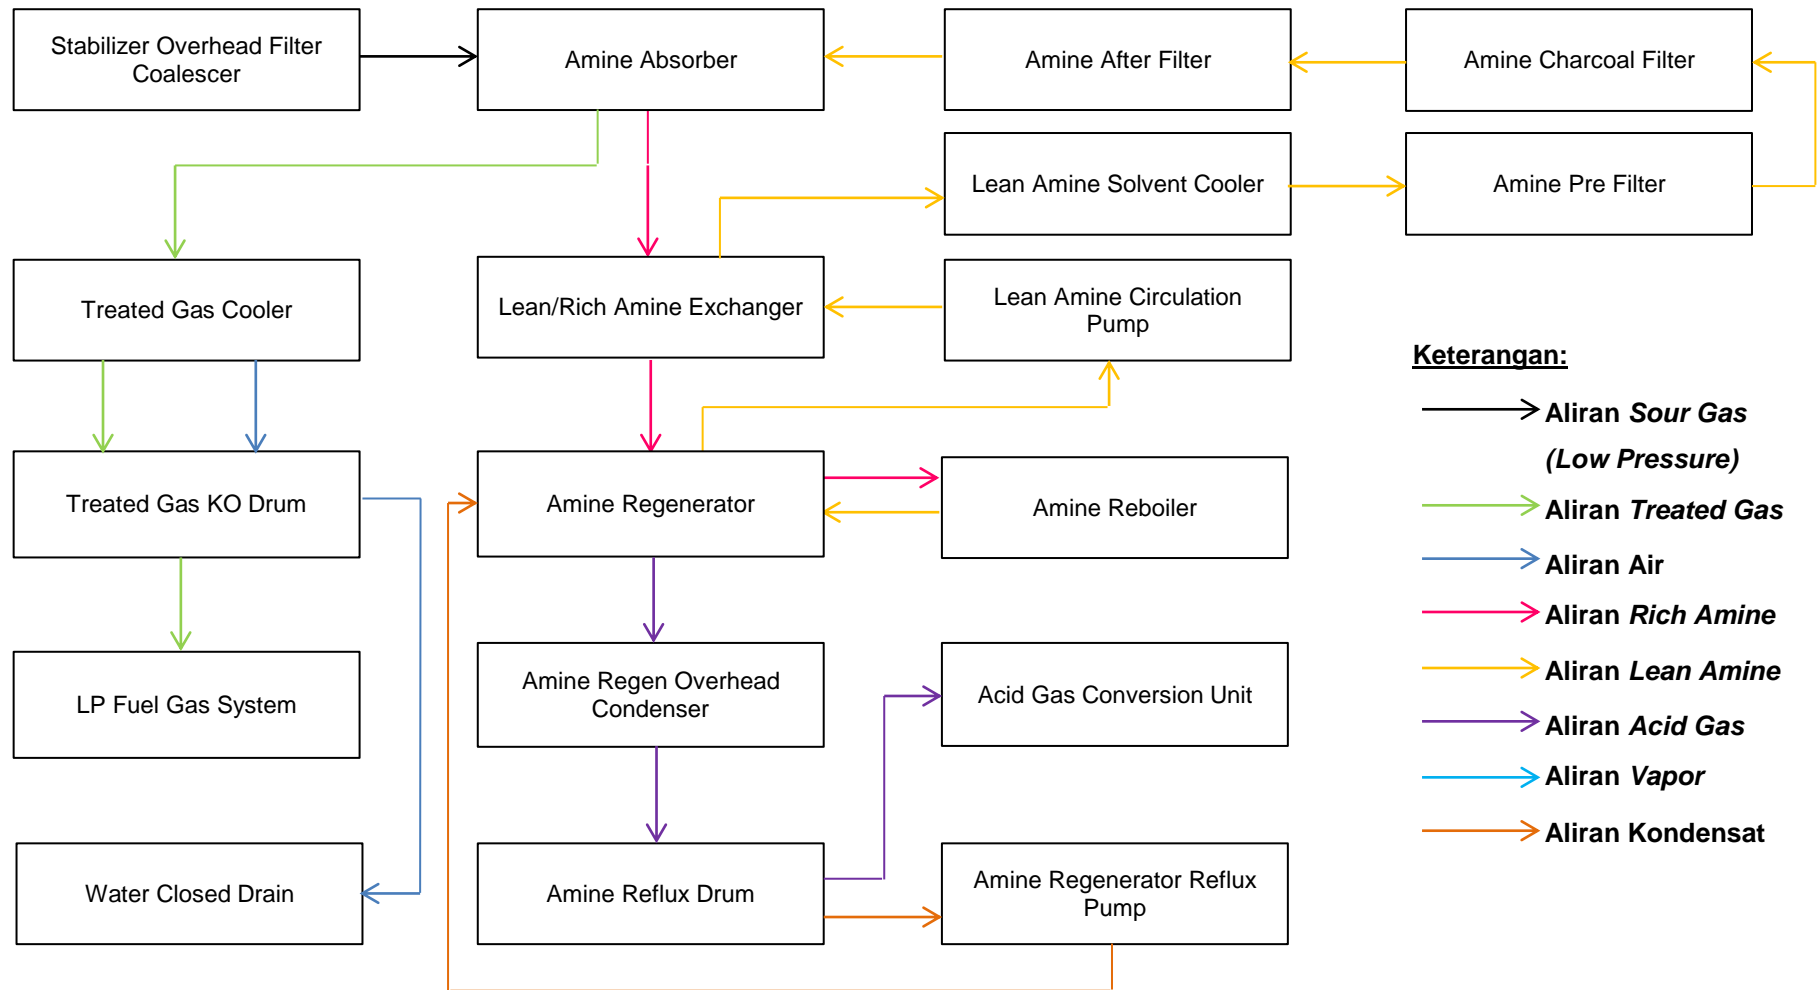 Stabilizer Overhead Filter
Coalescer
Amine Absorber
Amine After Filter
Amine Charcoal Filter
Lean Amine Solvent Cooler
Amine Pre Filter
Treated Gas Cooler
Lean/Rich Amine Exchanger
Lean Amine Circulation
Pump
Treated Gas KO Drum
Amine Regenerator
Amine Reboiler
LP Fuel Gas System
Amine Regen Overhead
Condenser
Acid Gas Conversion Unit
Water Closed Drain
Amine Reflux Drum
Amine Regenerator Reflux
Pump
Keterangan:
Aliran Sour Gas
(Low Pressure)
Aliran Treated Gas
Aliran Air
Aliran Rich Amine
Aliran Lean Amine
Aliran Acid Gas
Aliran Vapor
Aliran Kondensat